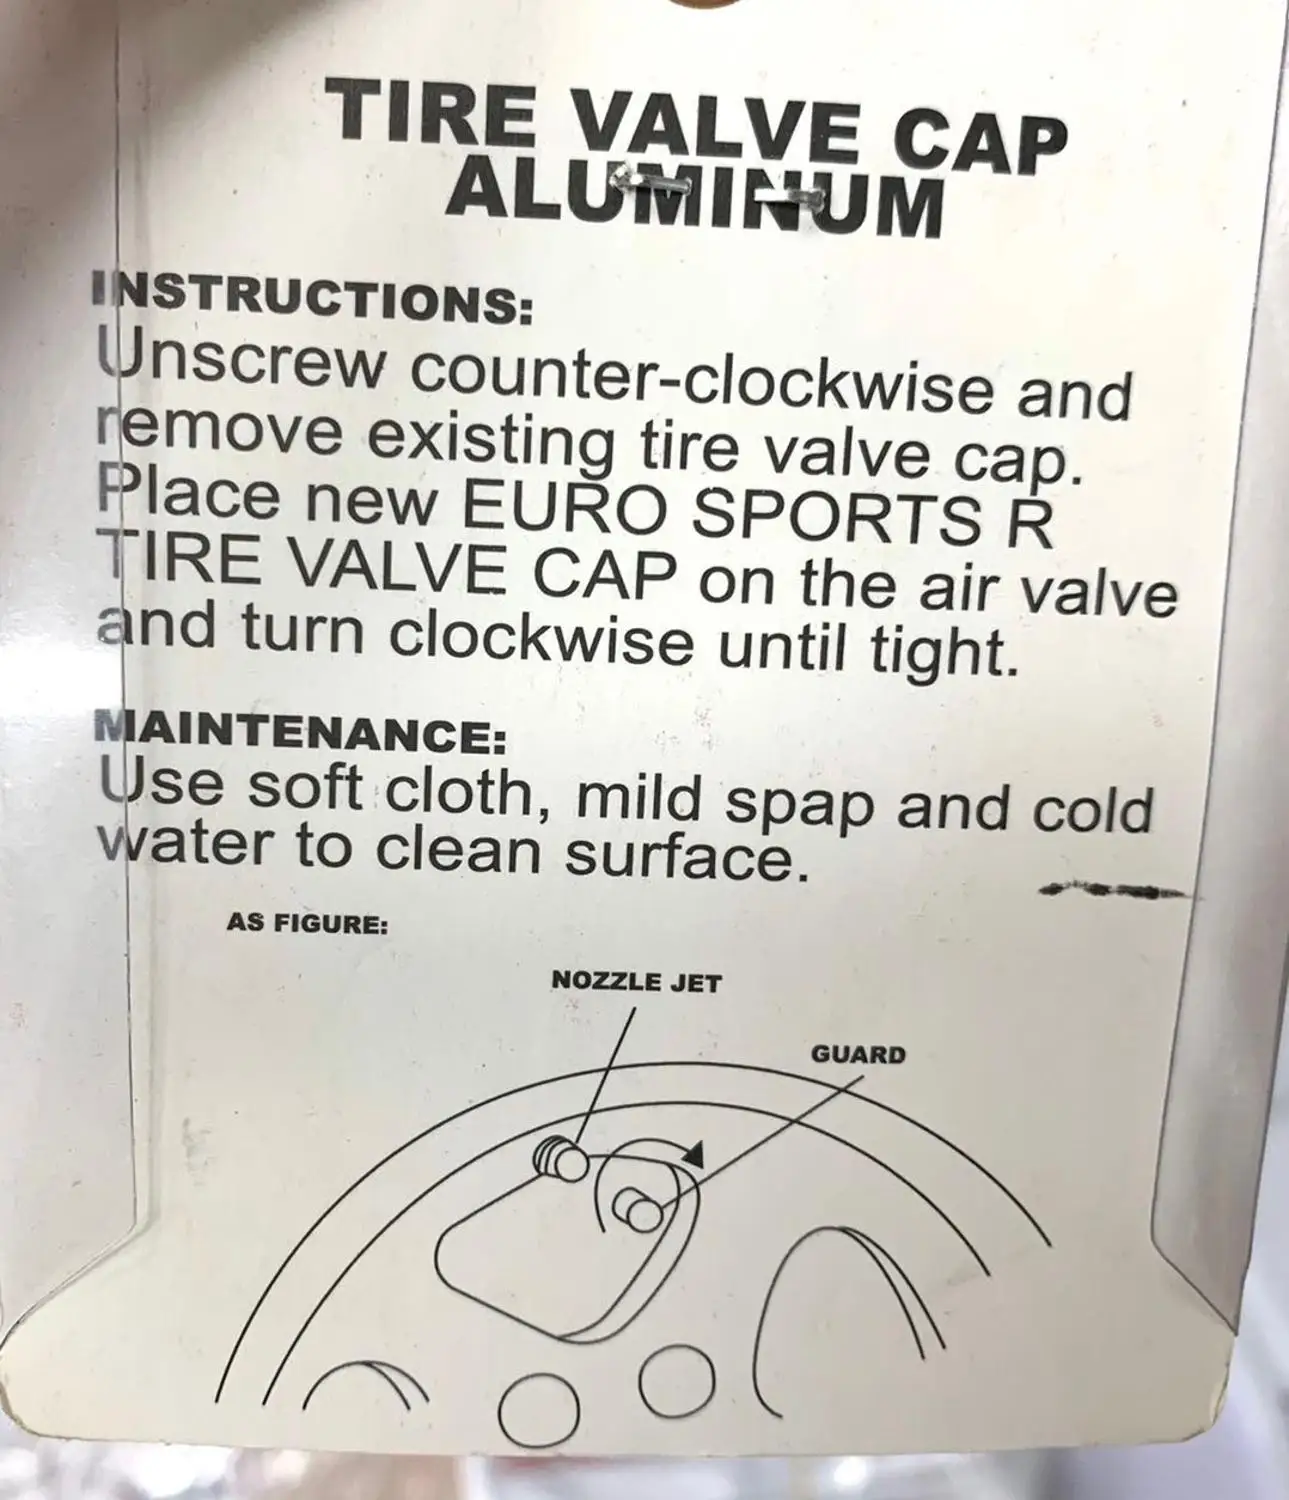 TIRE VALVE CAP
ALUMINUM
INSTRUCTIONS:
Unscrew counter-clockwise and
remove existing tire valve cap.
Place new EURO SPORTS R
TIRE VALVE CAP on the air valve
and turn clockwise until tight.
MAINTENANCE:
Use soft cloth, mild spap and cold
water to clean surface.
AS FIGURE:
NOZZLE JET
GUARD